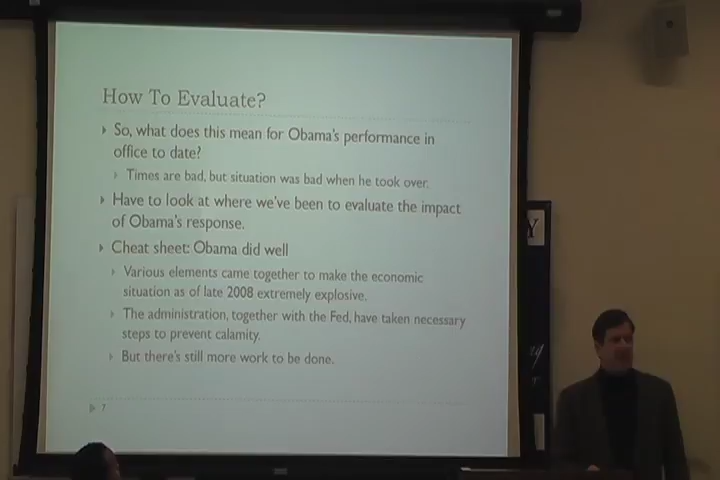 How To Evaluate?
So, what does this mean for Obama's performance in
office to date?
Times are bad, but situation was bad when he took over.
Have to look at where we've been to evaluate the impact
of Obama's response.
Cheat sheet: Obama did well
Various elements came together to make the economic
situation as of late 2008 extremely explosive.
The administration, together with the Fed, have taken necessary
steps to prevent calamity.
But there's still more work to be done.
7
Y